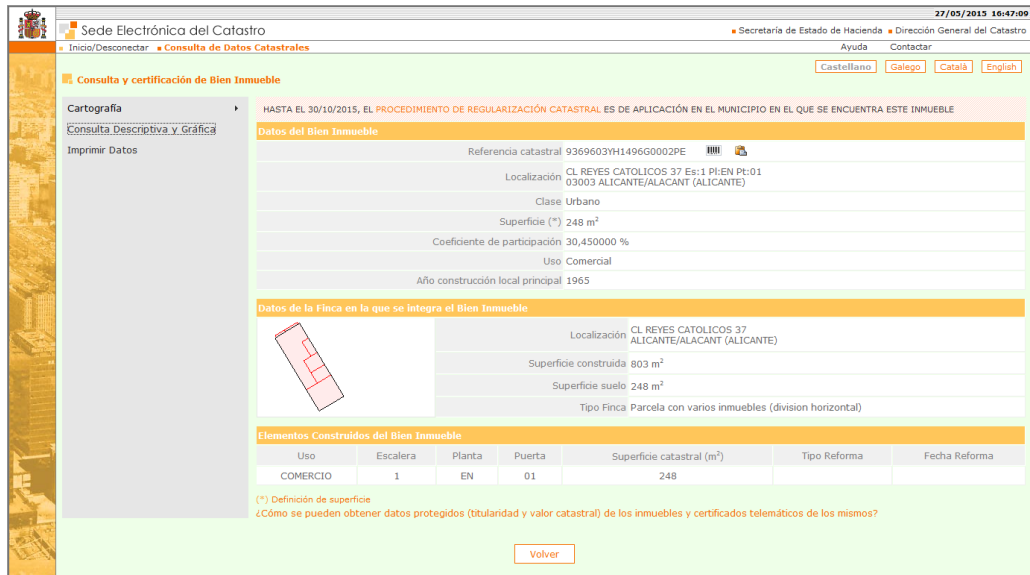 27/05/2015 16:47:09
Sede Electrónica del Catastro
Secretaría de Estado de Hacienda Dirección General del Catastro
Inicio/Desconectar Consulta de Datos Catastrales Ayuda Contactar
Castellano Galego Català English
Consulta y certificación de Bien Inmueble
Cartografía
Consulta Descriptiva y Gráfica
Imprimir Datos
HASTA EL 30/10/2015, EL PROCEDIMIENTO DE REGULARIZACIÓN CATASTRAL ES DE APLICACIÓN EN EL MUNICIPIO EN EL QUE SE ENCUENTRA ESTE INMUEBLE
Datos del Bien Inmueble
Referencia catastral 9369603YH1496G0002PE
Localización CL REYES CATOLICOS 37 Es:1 Pl:EN Pt:01
03003 ALICANTE/ALACANT (ALICANTE)
Clase Urbano
Superficie (*) 248 m²
Coeficiente de participación 30,450000 %
Uso Comercial
Año construcción local principal 1965
Datos de la Finca en la que se integra el Bien Inmueble
Localización CL REYES CATOLICOS 37
ALICANTE/ALACANT (ALICANTE)
Superficie construida 803 m²
Superficie suelo 248 m²
Tipo Finca Parcela con varios inmuebles (division horizontal)
Elementos Construidos del Bien Inmueble
Uso Escalera Planta Puerta Superficie catastral (m²) Tipo Reforma Fecha Reforma
COMERCIO 1 EN 01 248
(*) Definición de superficie
¿Cómo se pueden obtener datos protegidos (titularidad y valor catastral) de los inmuebles y certificados telemáticos de los mismos?
Volver